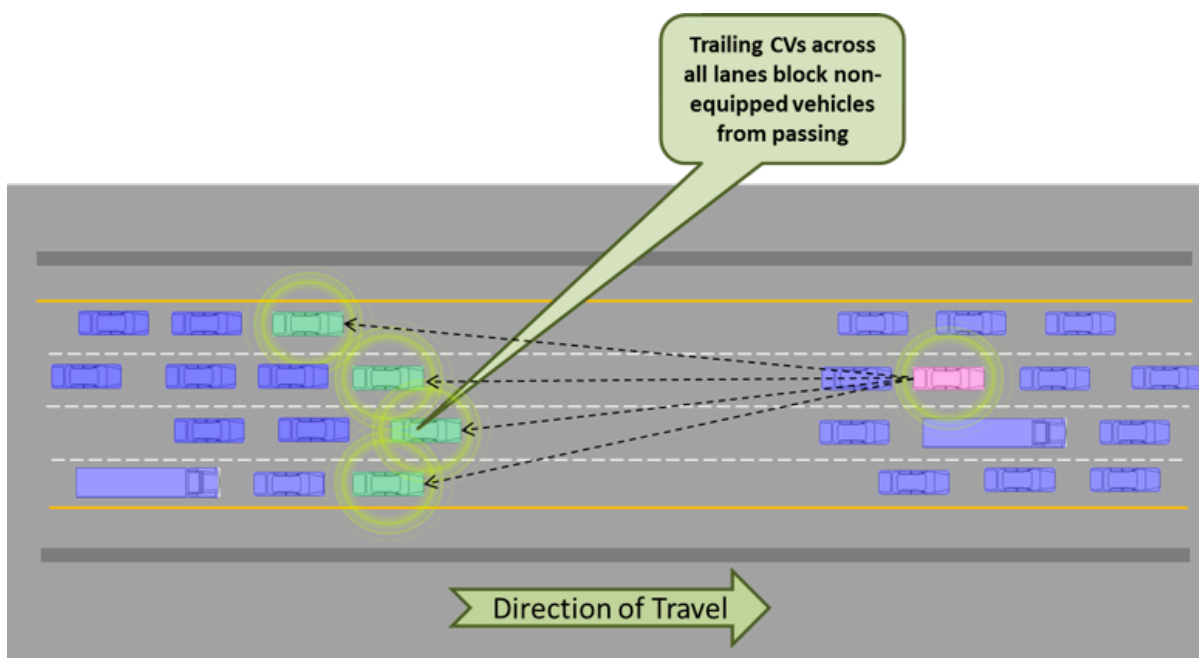 Trailing CVs across
all lanes block non-
equipped vehicles
from passing
Direction of Travel